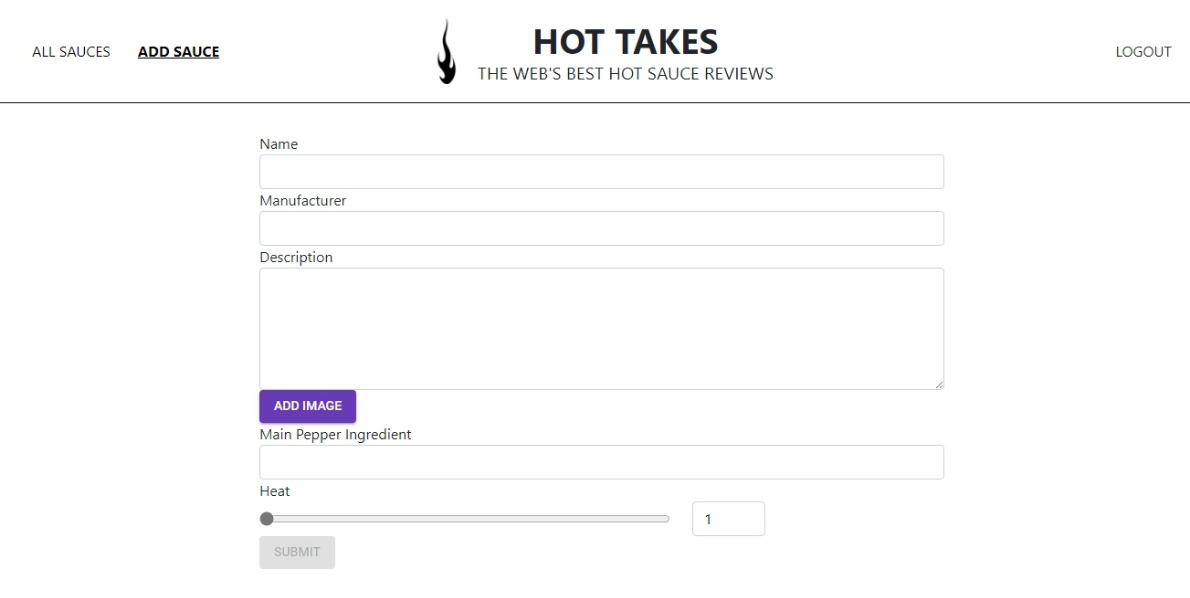 ALL SAUCES ADD SAUCE
HOT TAKES
THE WEB'S BEST HOT SAUCE REVIEWS
LOGOUT
Name
Manufacturer
Description
ADD IMAGE
Main Pepper Ingredient
Heat
1
SUBMIT